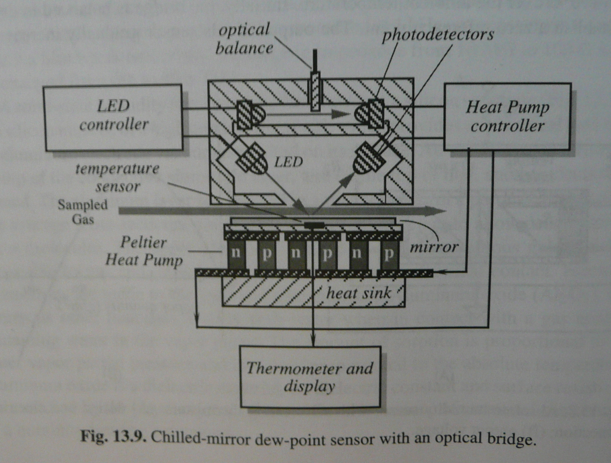 optical
balance
photodetectors
LED
controller
Heat Pump
controller
LED
temperature
sensor
Sampled
Gas
mirror
Peltier
Heat Pump
n p n p n p
heat sink
Thermometer and
display
Fig. 13.9. Chilled-mirror dew-point sensor with an optical bridge.